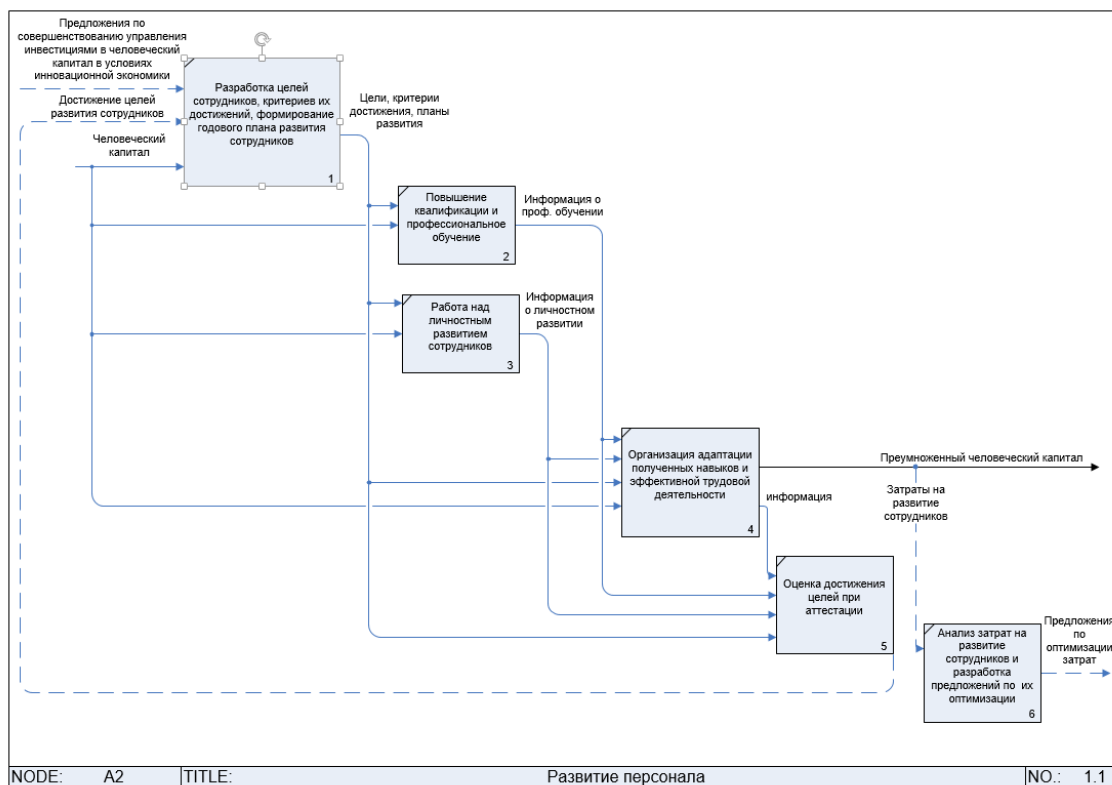 Предложения по
совершенствованию управления
инвестициями в человеческий
капитал в условиях
инновационной экономики
Достижение целей
развития сотрудников
Человеческий
капитал
Разработка целей
сотрудников, критериев их
достижений, формирование
годового плана развития
сотрудников
1
Цели, критерии
достижения, планы
развития
Повышение
квалификации и
профессиональное
обучение
2
Информация о
проф. обучении
Работа над
личностным
развитием
сотрудников
3
Информация
о личностном
развитии
Организация адаптации
полученных навыков и
эффективной трудовой
деятельности
4
Преумноженный человеческий капитал
информация
Затраты на
развитие
сотрудников
Оценка достижения
целей при
аттестации
5
Анализ затрат на
развитие
сотрудников и
разработка
предложений по их
оптимизации
6
Предложения
по
оптимизации
затрат
NODE: A2 TITLE: Развитие персонала NO.: 1.1